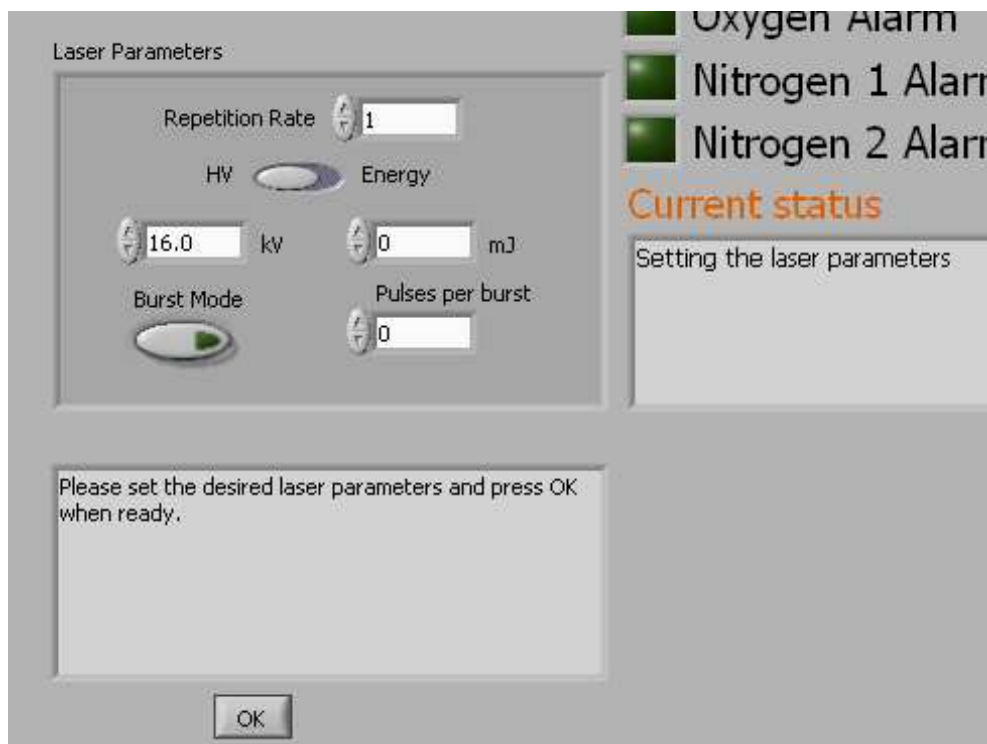 Laser Parameters
Repetition Rate 1
HV Energy
16.0 kV 0 mJ
Burst Mode Pulses per burst
0
Please set the desired laser parameters and press OK
when ready.
OK
Oxygen Alarm
Nitrogen 1 Alarm
Nitrogen 2 Alarm
Current status
Setting the laser parameters